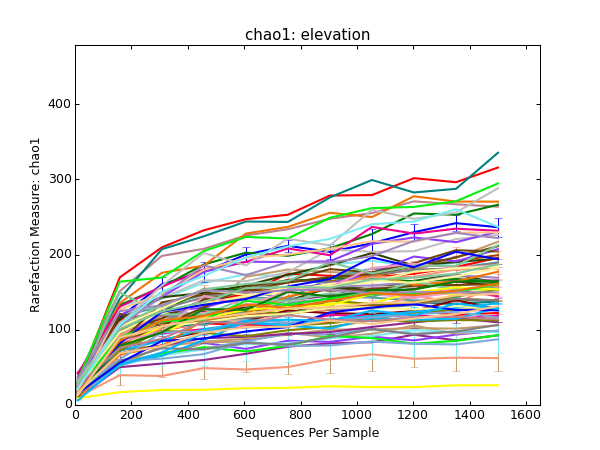 chao1: elevation
Rarefaction Measure: chao1
400
300
200
100
0
0 200 400 600 800 1000 1200 1400 1600
Sequences Per Sample